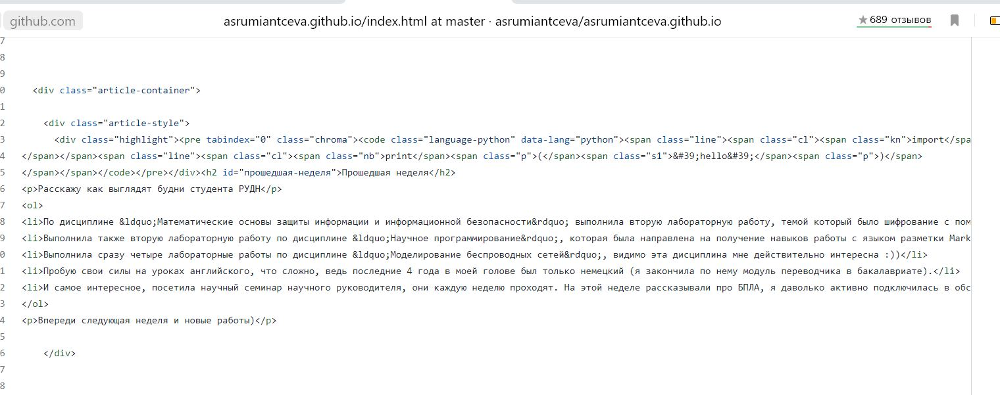 github.com asrumiantceva.github.io/index.html at master · asrumiantceva/asrumiantceva.github.io ★ 689 отзывов
7
8
9
0 <div class="article-container">
1
2 <div class="article-style">
3 <div class="highlight"><pre tabindex="0" class="chroma"><code class="language-python" data-lang="python"><span class="line"><span class="cl"><span class="kn">import</spa
4 </span></span><span class="line"><span class="cl"><span class="nb">print</span><span class="p">(</span><span class="s1">&#39;hello&#39;</span><span class="p">)</span>
5 </span></span></code></pre></div><h2 id="прошедшая-неделя">Прошедшая неделя</h2>
6 <p>Расскажу как выглядят будни студента РУДН</p>
7 <ol>
8 <li>По дисциплине &ldquo;Математические основы защиты информации и информационной безопасности&rdquo; выполнила вторую лабораторную работу, темой который было шифрование с пом
9 <li>Выполнила также вторую лабораторную работу по дисциплине &ldquo;Научное программирование&rdquo;, которая была направлена на получение навыков работы с языком разметки Mark
0 <li>Выполнила сразу четыре лабораторные работы по дисциплине &ldquo;Моделирование беспроводных сетей&rdquo;, видимо эта дисциплина мне действительно интересна :))</li>
1 <li>Пробую свои силы на уроках английского, что сложно, ведь последние 4 года в моей голове был только немецкий (я закончила по нему модуль переводчика в бакалавриате).</li>
2 <li>И самое интересное, посетила научный семинар научного руководителя, они каждую неделю проходят. На этой неделе рассказывали про БПЛА, я даволько активно подключилась в обс
3 </ol>
4 <p>Впереди следующая неделя и новые работы)</p>
5
6 </div>
7
8